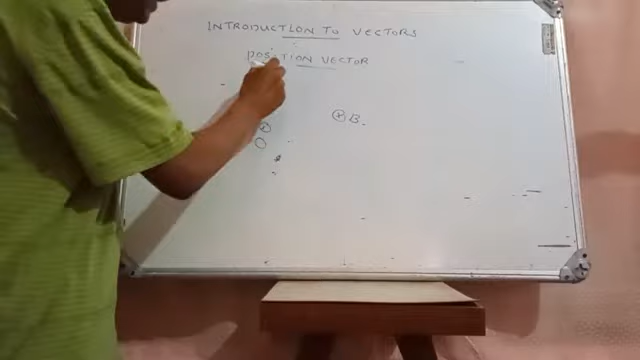 INTRODUCTION TO VECTORS
POSITION VECTOR
B.